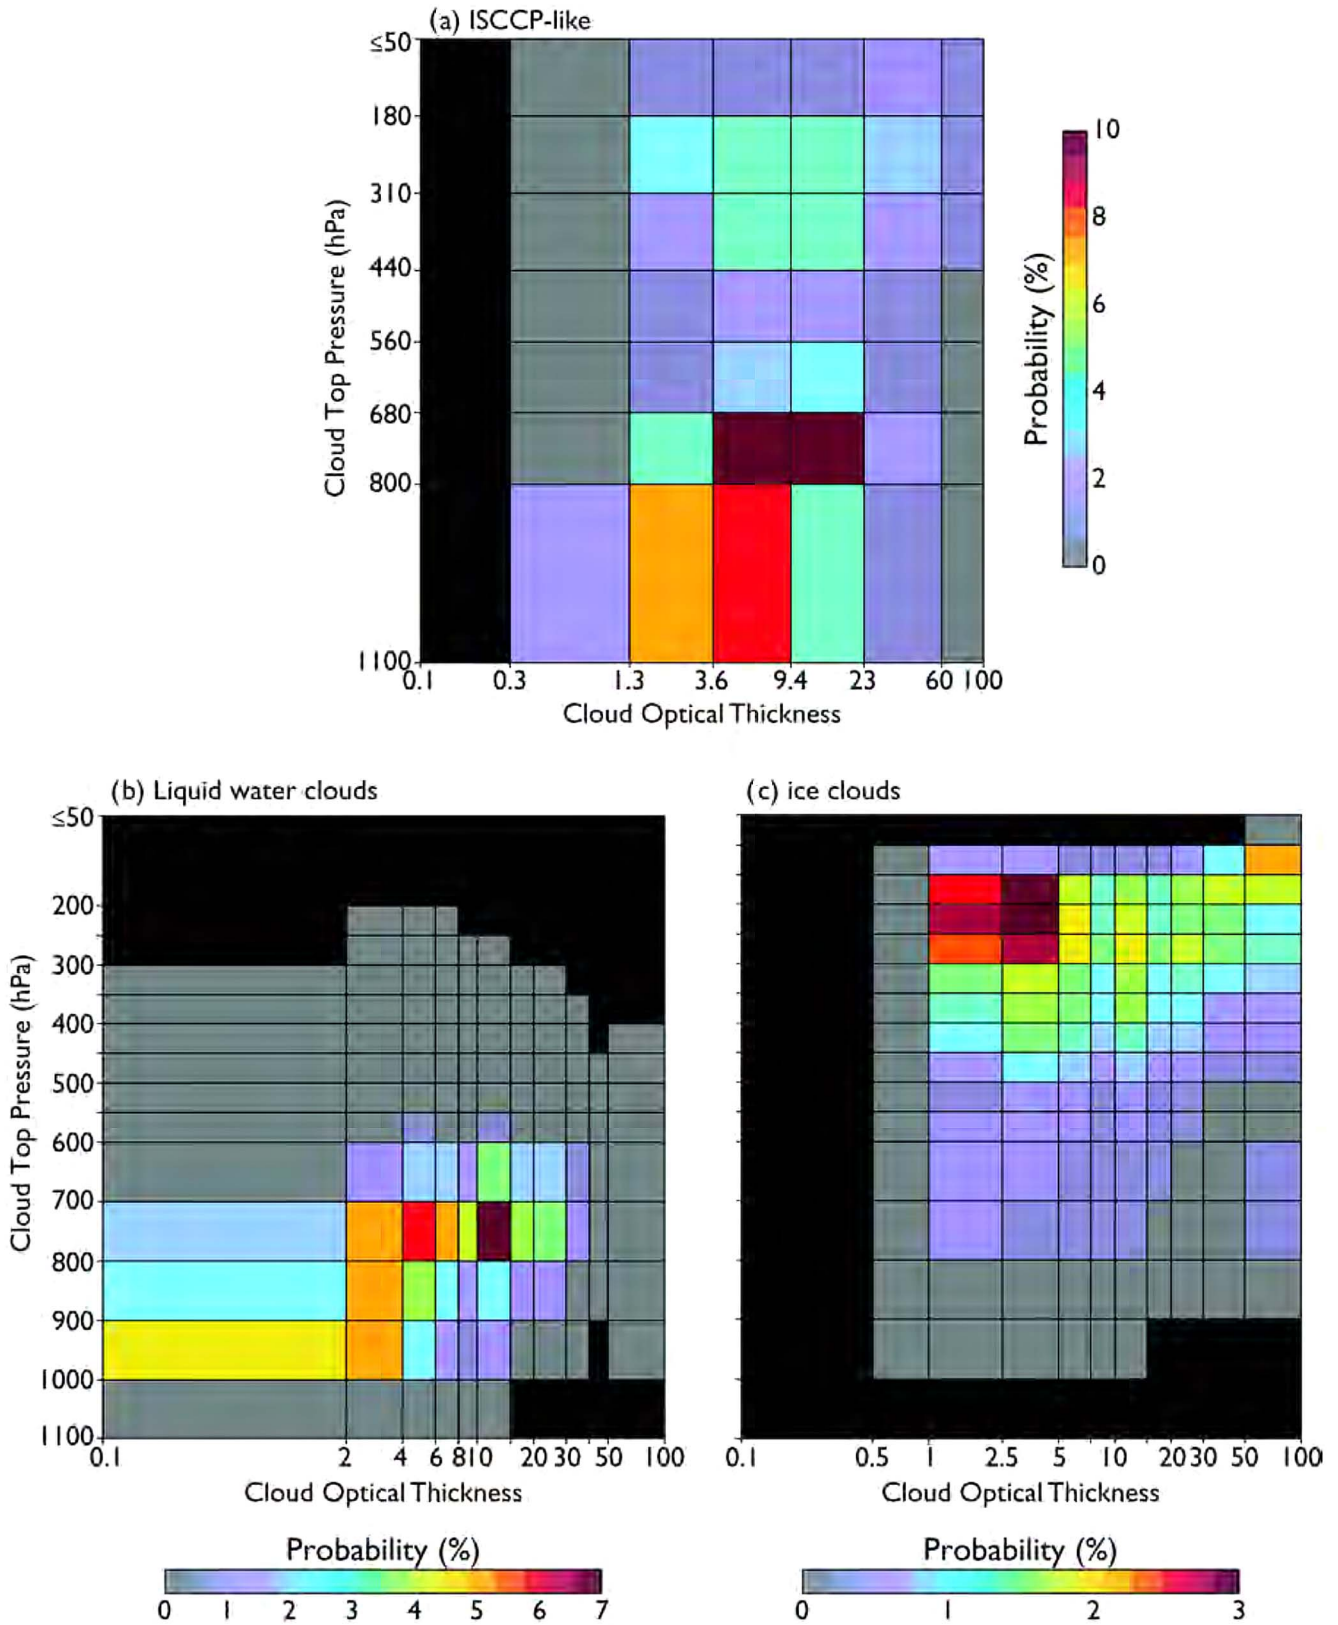 (a) ISCCP-like
≤50
180
310
440
560
680
800
1100
Cloud Top Pressure (hPa)
0.1 0.3 1.3 3.6 9.4 23 60 100
Cloud Optical Thickness
10
8
6
4
2
0
Probability (%)
(b) Liquid water clouds
≤50
200
300
400
500
600
700
800
900
1000
1100
Cloud Top Pressure (hPa)
0.1 2 4 6 8 10 20 30 50 100
Cloud Optical Thickness
Probability (%)
0 1 2 3 4 5 6 7
(c) ice clouds
0.1 0.5 1 2.5 5 10 20 30 50 100
Cloud Optical Thickness
Probability (%)
0 1 2 3